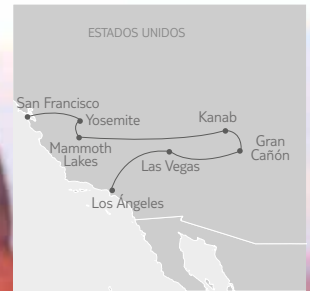 ESTADOS UNIDOS
San Francisco
Yosemite
Kanab
Mammoth
Lakes
Gran
Cañón
Las Vegas
Los Ángeles